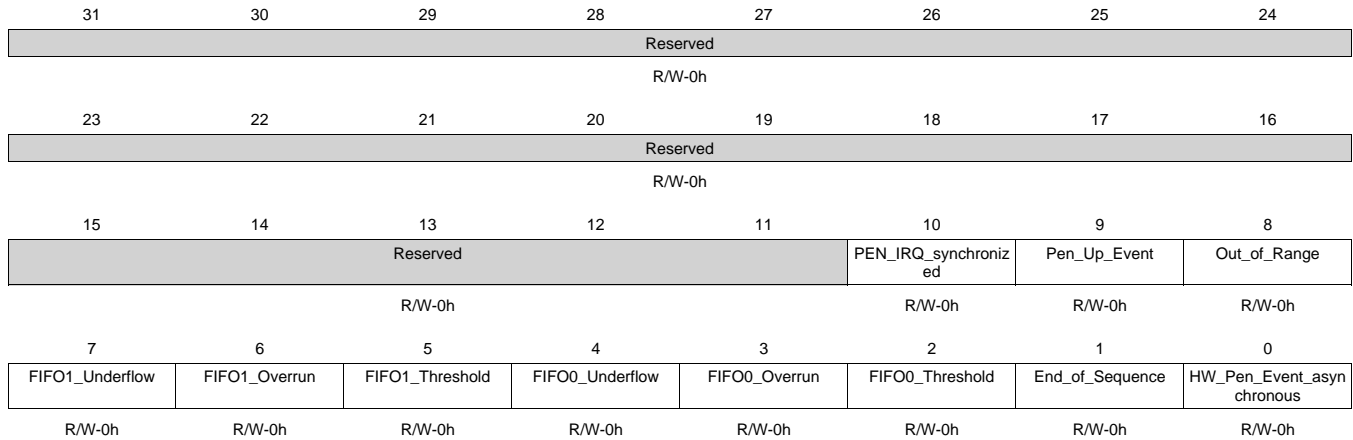 31 30 29 28 27 26 25 24
Reserved
R/W-0h
23 22 21 20 19 18 17 16
Reserved
R/W-0h
15 14 13 12 11 10 9 8
Reserved PEN_IRQ_synchroniz Pen_Up_Event Out_of_Range
ed
R/W-0h R/W-0h R/W-0h R/W-0h
7 6 5 4 3 2 1 0
FIFO1_Underflow FIFO1_Overrun FIFO1_Threshold FIFO0_Underflow FIFO0_Overrun FIFO0_Threshold End_of_Sequence HW_Pen_Event_asyn
chronous
R/W-0h R/W-0h R/W-0h R/W-0h R/W-0h R/W-0h R/W-0h R/W-0h